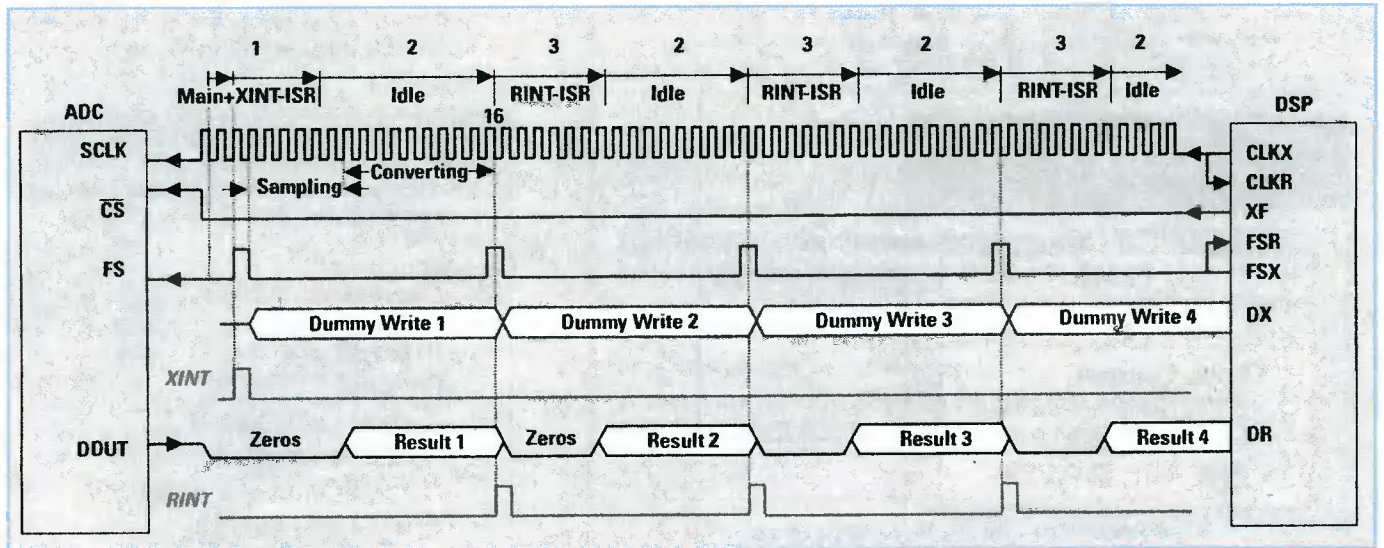 1 2 3 2 3 2 3 2
Main+XINT-ISR Idle RINT-ISR Idle RINT-ISR Idle RINT-ISR Idle
ADC
DSP
16
SCLK
CLKX
Converting
CLKR
Sampling
CS
XF
FSR
FS
FSX
Dummy Write 1 Dummy Write 2 Dummy Write 3 Dummy Write 4 DX
XINT
DDUT Zeros Result 1 Zeros Result 2 Result 3 Result 4 DR
RINT